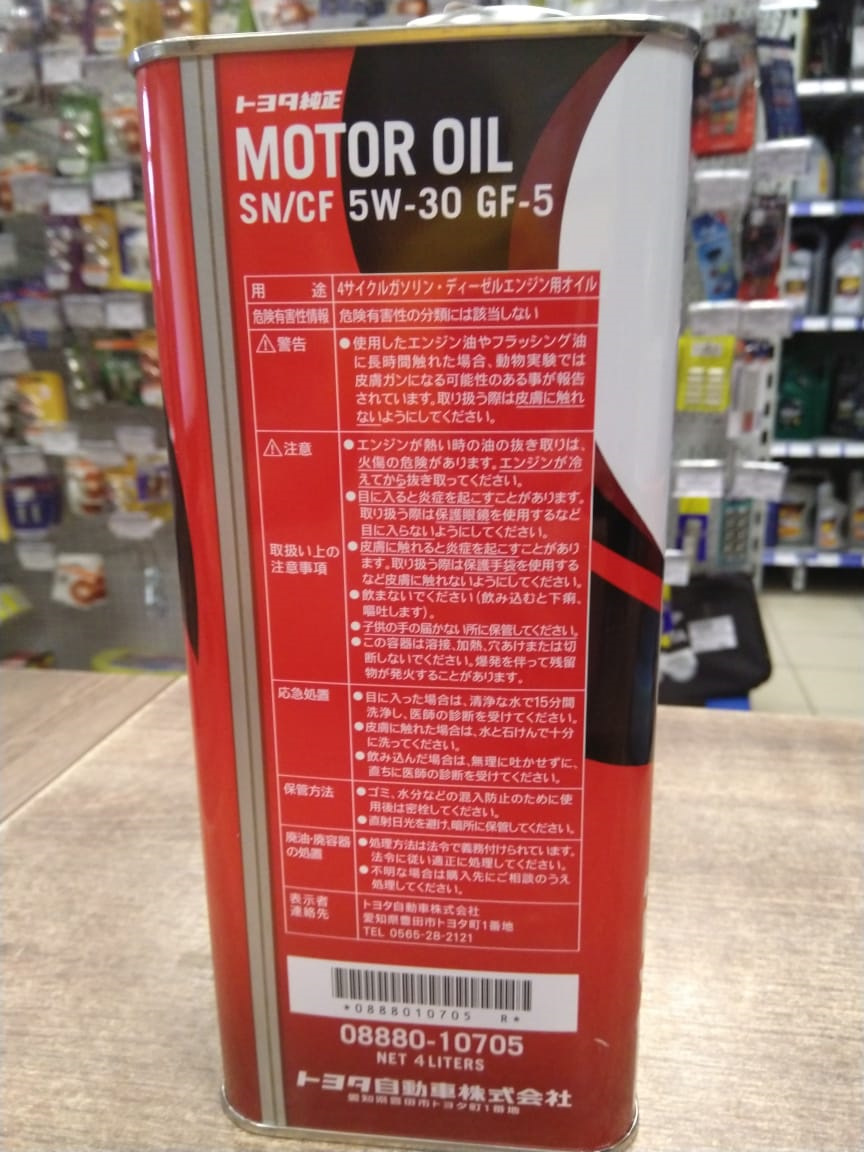 トヨタ純正
MOTOR OIL
SN/CF 5W-30 GF-5
用途 4サイクルガソリン・ディーゼルエンジン用オイル
危険有害性情報 危険有害性の分類には該当しない
⚠警告
●使用したエンジン油やフラッシング油
に長時間触れた場合、動物実験では
皮膚ガンになる可能性のある事が報告
されています。取り扱う際は皮膚に触れ
ないようにしてください。
⚠注意
●エンジンが熱い時の油の抜き取りは、
火傷の危険があります。エンジンが冷
えてから抜き取ってください。
●目に入ると炎症を起こすことがあります。
取り扱う際は保護眼鏡を使用するなど
目に入らないようにしてください。
取扱い上の
注意事項
●皮膚に触れると炎症を起こすことがあり
ます。取り扱う際は保護手袋を使用する
など皮膚に触れないようにしてください。
●飲まないでください(飲み込むと下痢、
嘔吐します)。
●子供の手の届かない所に保管してください。
●この容器は溶接、加熱、穴あけまたは切
断しないでください。爆発を伴って残留
物が発火することがあります。
応急処置
●目に入った場合は、清浄な水で15分間
洗浄し、医師の診断を受けてください。
●皮膚に触れた場合は、水と石けんで十分
に洗ってください。
●飲み込んだ場合は、無理に吐かせずに、
直ちに医師の診断を受けてください。
保管方法
●ゴミ、水分などの混入防止のために使
用後は密栓してください。
●直射日光を避け、暗所に保管してください。
廃油・廃容器
の処置
●処理方法は法令で義務付けられています。
法令に従い適正に処理してください。
●不明な場合は購入先にご相談のうえ
処理してください。
表示者
連絡先
トヨタ自動車株式会社
愛知県豊田市トヨタ町1番地
TEL 0565-28-2121
*0888010705 R*
08880-10705
NET 4 LITERS
トヨタ自動車株式会社
愛知県豊田市トヨタ町1番地